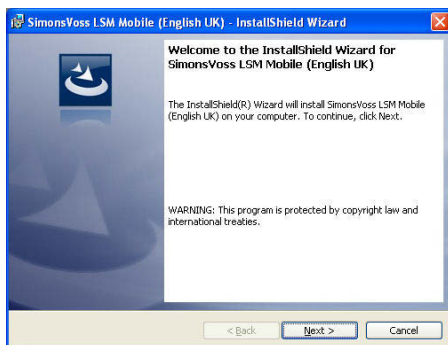 SimonsVoss LSM Mobile (English UK) - InstallShield Wizard
Welcome to the InstallShield Wizard for
SimonsVoss LSM Mobile (English UK)
The InstallShield(R) Wizard will install SimonsVoss LSM Mobile
(English UK) on your computer. To continue, click Next.
WARNING: This program is protected by copyright law and
international treaties.
< Back Next > Cancel